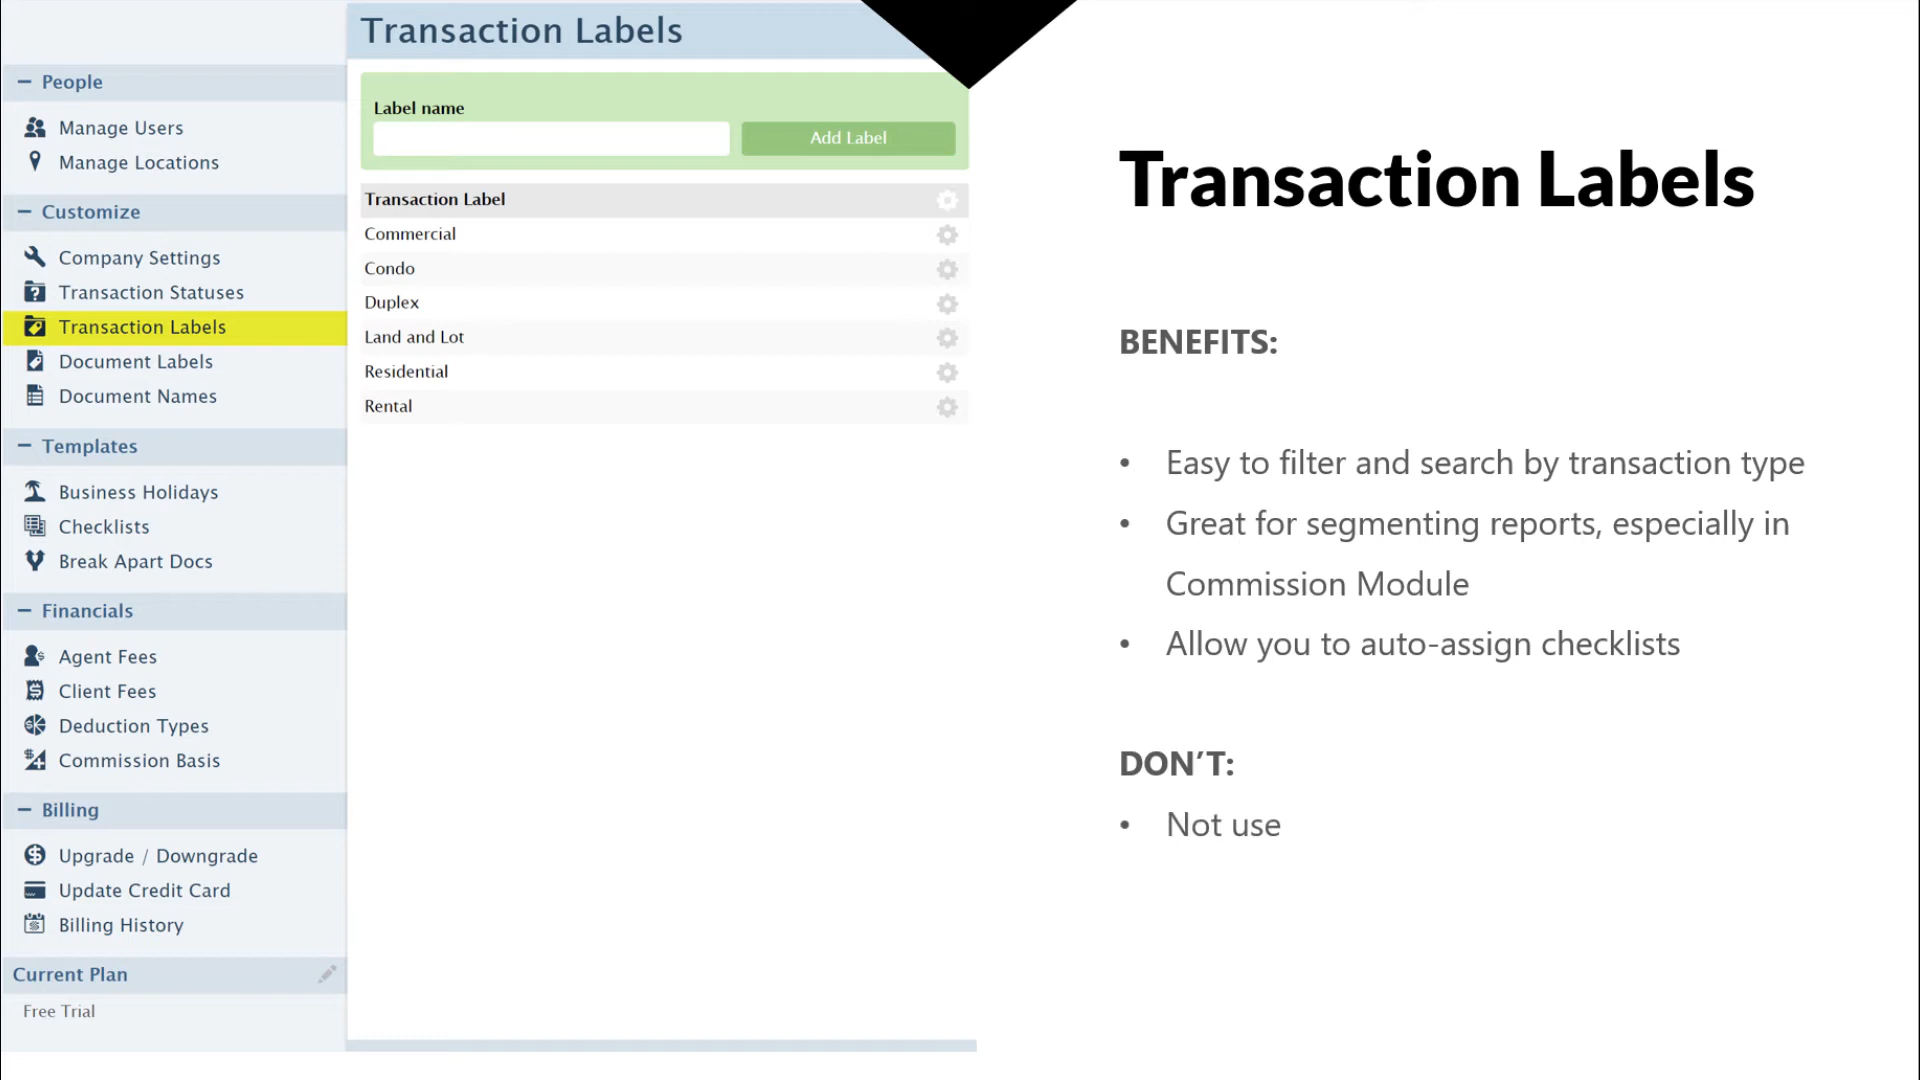 Transaction Labels
People
Manage Users
Manage Locations
Customize
Company Settings
Transaction Statuses
Transaction Labels
Document Labels
Document Names
Templates
Business Holidays
Checklists
Break Apart Docs
Financials
Agent Fees
Client Fees
Deduction Types
Commission Basis
Billing
Upgrade / Downgrade
Update Credit Card
Billing History
Current Plan
Free Trial
Label name
Add Label
Transaction Label
Commercial
Condo
Duplex
Land and Lot
Residential
Rental
Transaction Labels
BENEFITS:
• Easy to filter and search by transaction type
• Great for segmenting reports, especially in
Commission Module
• Allow you to auto-assign checklists
DON’T:
• Not use